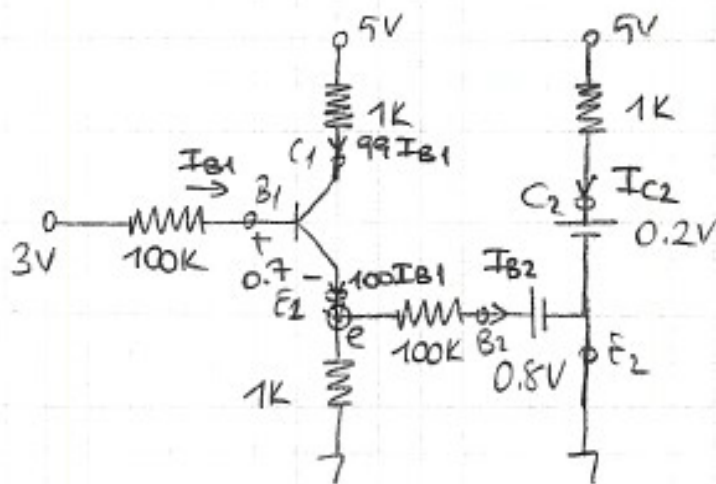 5V
5V
1K
1K
C1
99IB1
IB1
B1
C2
IC2
+
0.2V
3V
100K
0.7 -
100IB1
IB2
E1
e
100K
B2
E2
0.8V
1K